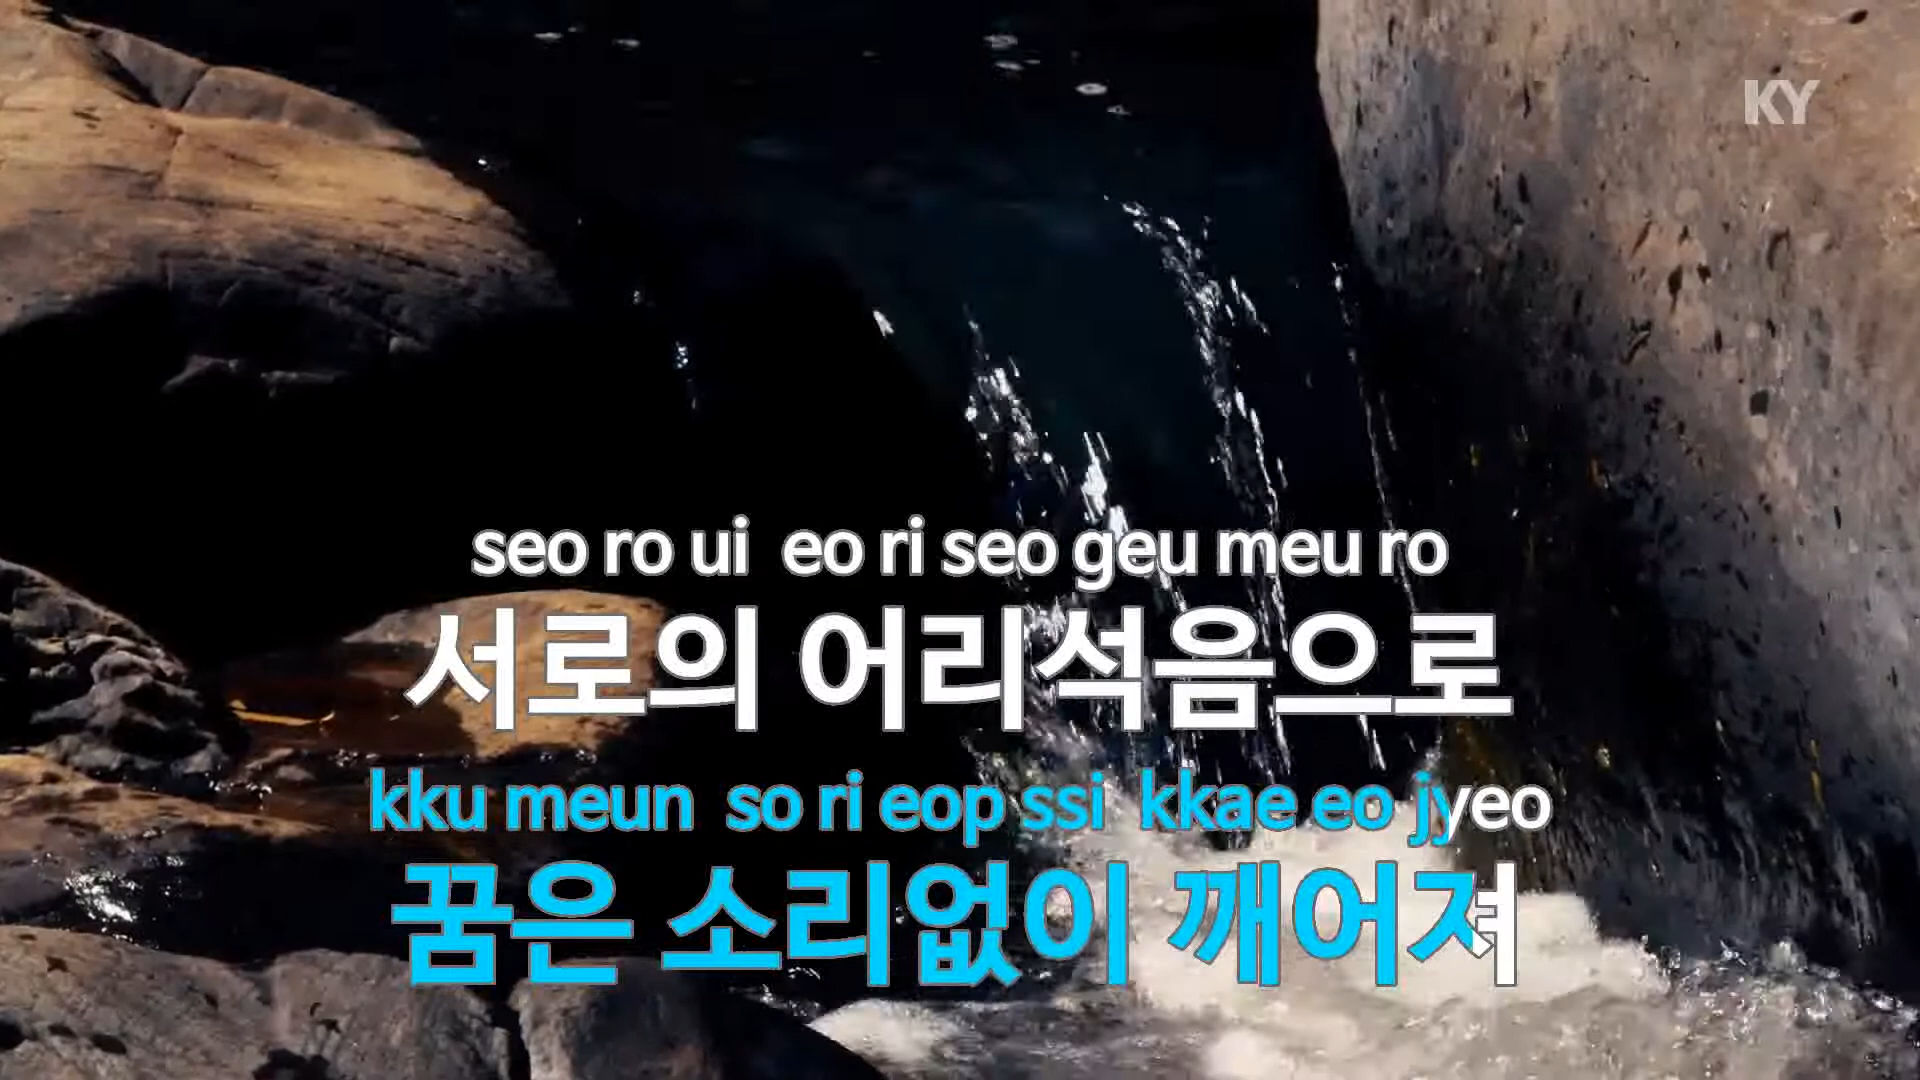 KY
seo ro ui eo ri seo geu meu ro
서로의 어리석음으로
kku meun so ri eop ssi kkae eo jyeo
꿈은 소리없이 깨어져